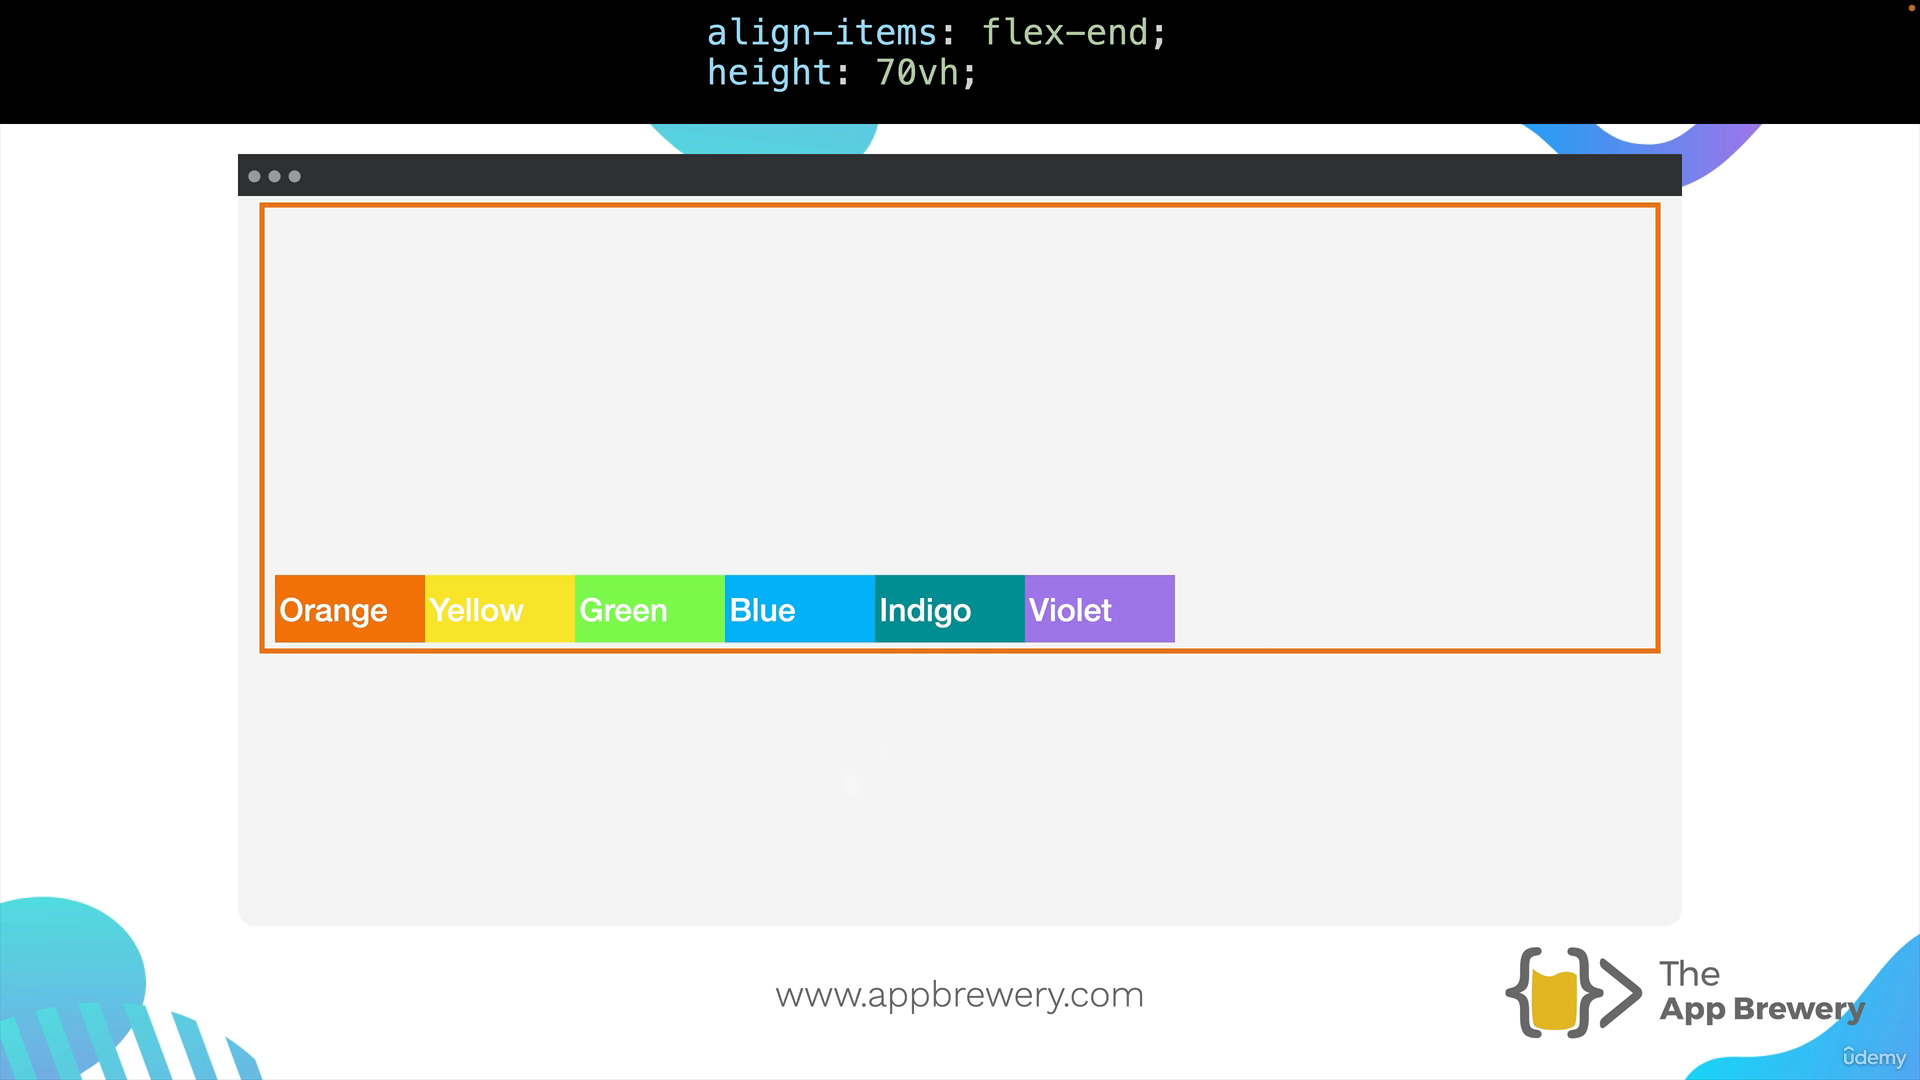 align-items: flex-end;
height: 70vh;
Orange Yellow Green Blue Indigo Violet
www.appbrewery.com
The
App Brewery
ûdemy